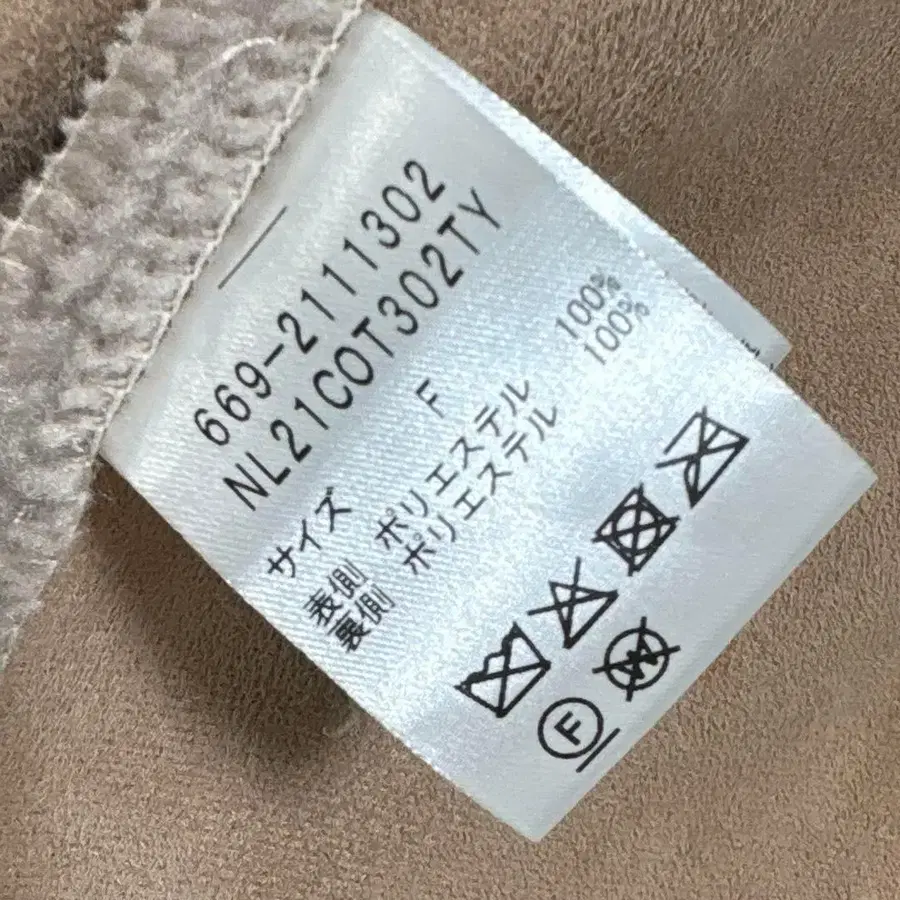 669-2111302
NL21COT302TY
サイズ F
表側 ポリエステル 100%
裏側 ポリエステル 100%
F
W